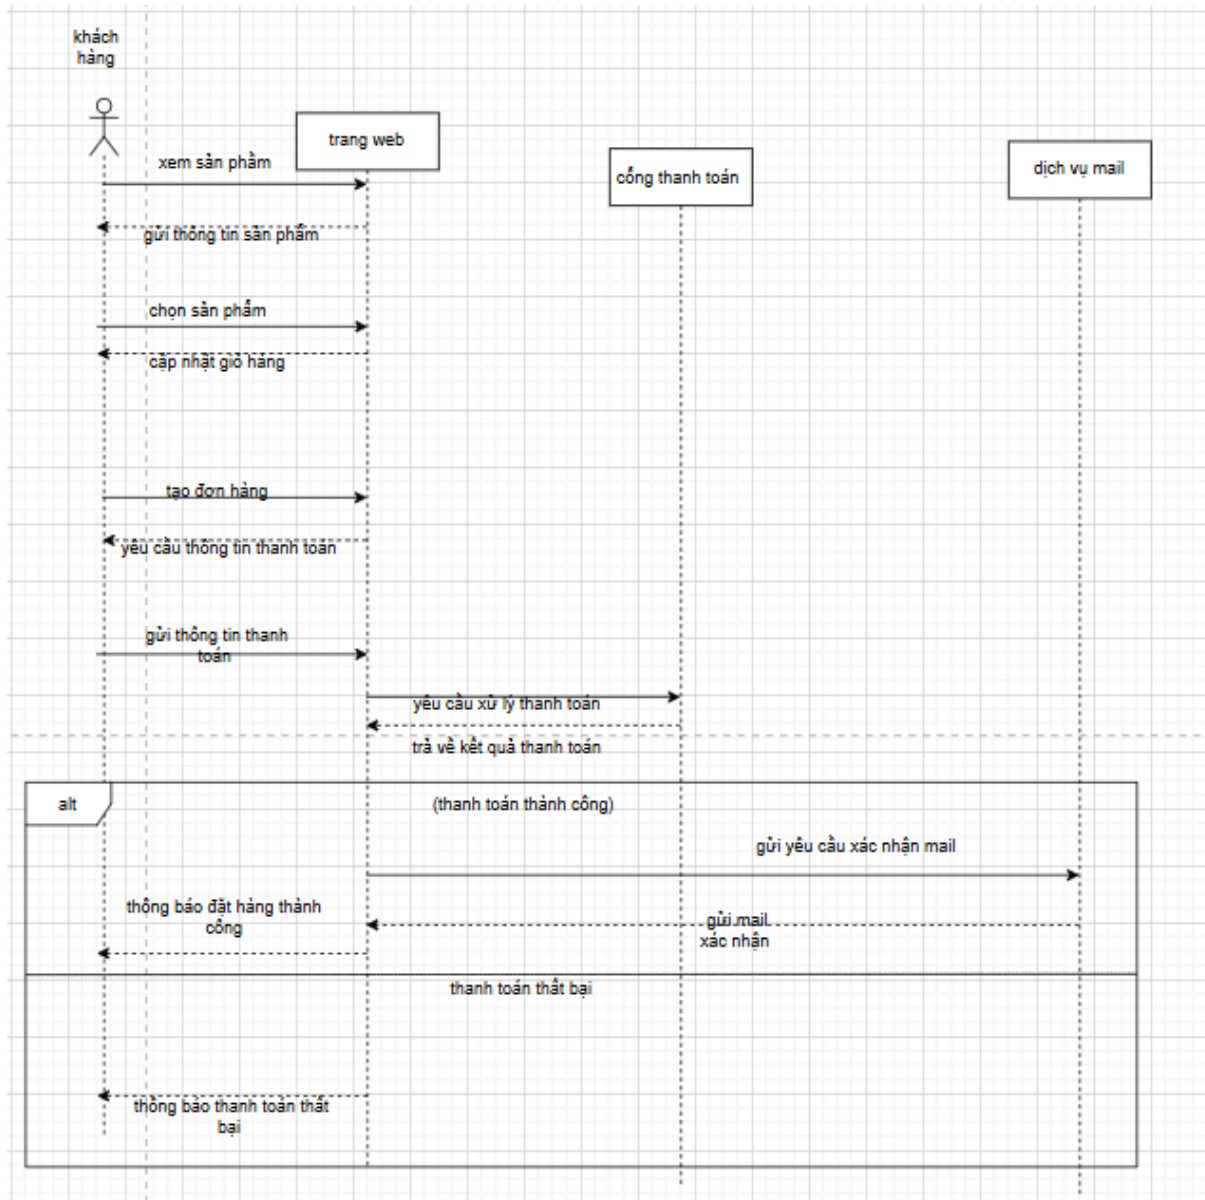 khách
hàng
trang web
cổng thanh toán
dịch vụ mail
xem sản phẩm
gửi thông tin sản phẩm
chọn sản phẩm
cập nhật giỏ hàng
tạo đơn hàng
yêu cầu thông tin thanh toán
gửi thông tin thanh
toán
yêu cầu xử lý thanh toán
trả về kết quả thanh toán
alt
(thanh toán thành công)
gửi yêu cầu xác nhận mail
thông báo đặt hàng thành
công
gửi mail
xác nhận
thanh toán thất bại
thông báo thanh toán thất
bại